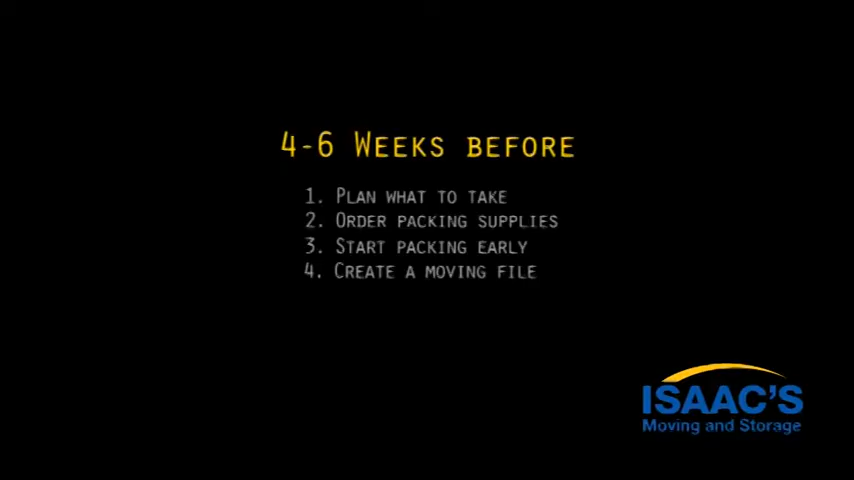 4-6 Weeks before
1. Plan what to take
2. Order packing supplies
3. Start packing early
4. Create a moving file
ISAAC'S
Moving and Storage